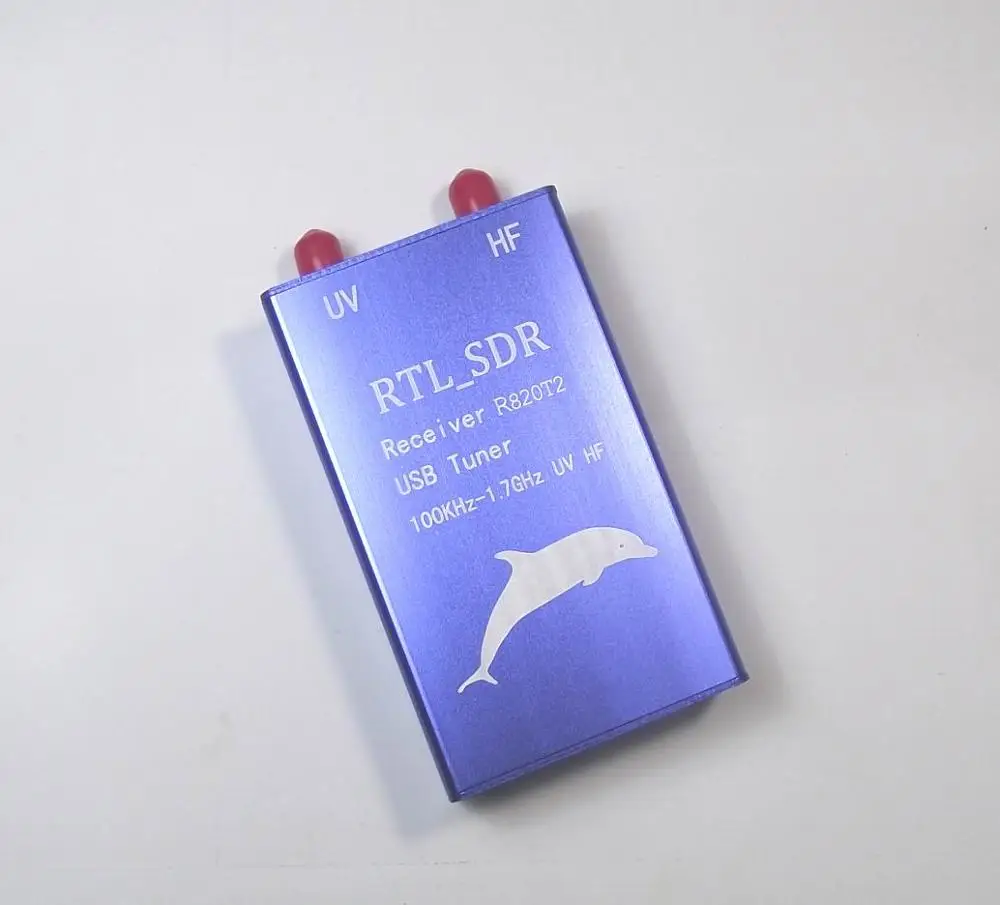 UV HF
RTL_SDR
Receiver R820T2
USB Tuner
100KHz-1.7GHz UV HF